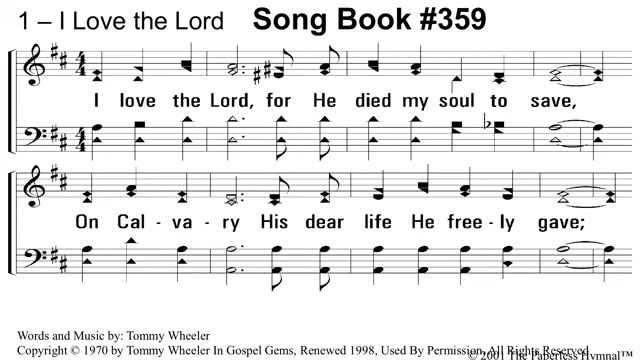 1 – I Love the Lord Song Book #359
I love the Lord, for He died my soul to save,
On Cal - va - ry His dear life He free - ly gave;
Words and Music by: Tommy Wheeler
Copyright © 1970 by Tommy Wheeler In Gospel Gems, Renewed 1998, Used By Permission. All Rights Reserved.
© 2001 The Paperless Hymnal™